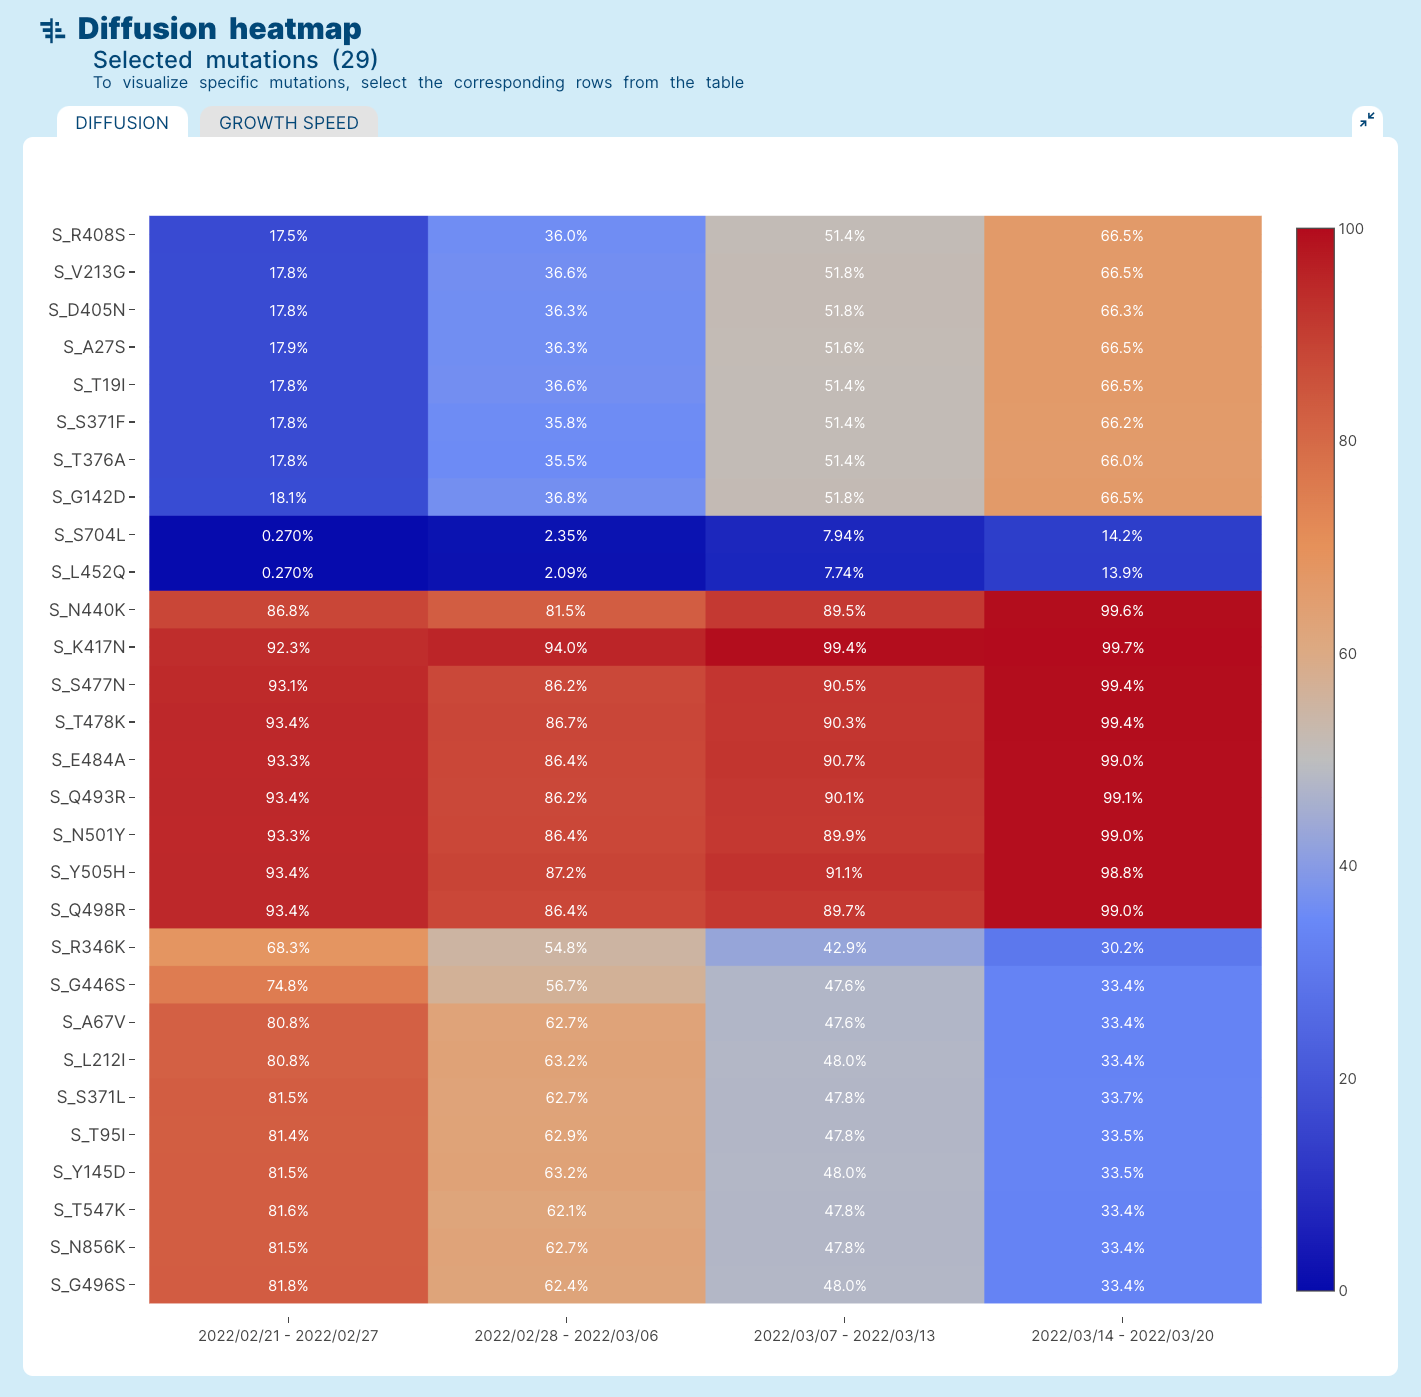 Diffusion heatmap
Selected mutations (29)
To visualize specific mutations, select the corresponding rows from the table
DIFFUSION GROWTH SPEED
S_R408S 17.5% 36.0% 51.4% 66.5%
S_V213G 17.8% 36.6% 51.8% 66.5%
S_D405N 17.8% 36.3% 51.8% 66.3%
S_A27S 17.9% 36.3% 51.6% 66.5%
S_T19I 17.8% 36.6% 51.4% 66.5%
S_S371F 17.8% 35.8% 51.4% 66.2%
S_T376A 17.8% 35.5% 51.4% 66.0%
S_G142D 18.1% 36.8% 51.8% 66.5%
S_S704L 0.270% 2.35% 7.94% 14.2%
S_L452Q 0.270% 2.09% 7.74% 13.9%
S_N440K 86.8% 81.5% 89.5% 99.6%
S_K417N 92.3% 94.0% 99.4% 99.7%
S_S477N 93.1% 86.2% 90.5% 99.4%
S_T478K 93.4% 86.7% 90.3% 99.4%
S_E484A 93.3% 86.4% 90.7% 99.0%
S_Q493R 93.4% 86.2% 90.1% 99.1%
S_N501Y 93.3% 86.4% 89.9% 99.0%
S_Y505H 93.4% 87.2% 91.1% 98.8%
S_Q498R 93.4% 86.4% 89.7% 99.0%
S_R346K 68.3% 54.8% 42.9% 30.2%
S_G446S 74.8% 56.7% 47.6% 33.4%
S_A67V 80.8% 62.7% 47.6% 33.4%
S_L212I 80.8% 63.2% 48.0% 33.4%
S_S371L 81.5% 62.7% 47.8% 33.7%
S_T95I 81.4% 62.9% 47.8% 33.5%
S_Y145D 81.5% 63.2% 48.0% 33.5%
S_T547K 81.6% 62.1% 47.8% 33.4%
S_N856K 81.5% 62.7% 47.8% 33.4%
S_G496S 81.8% 62.4% 48.0% 33.4%
2022/02/21 - 2022/02/27 2022/02/28 - 2022/03/06 2022/03/07 - 2022/03/13 2022/03/14 - 2022/03/20
100
80
60
40
20
0